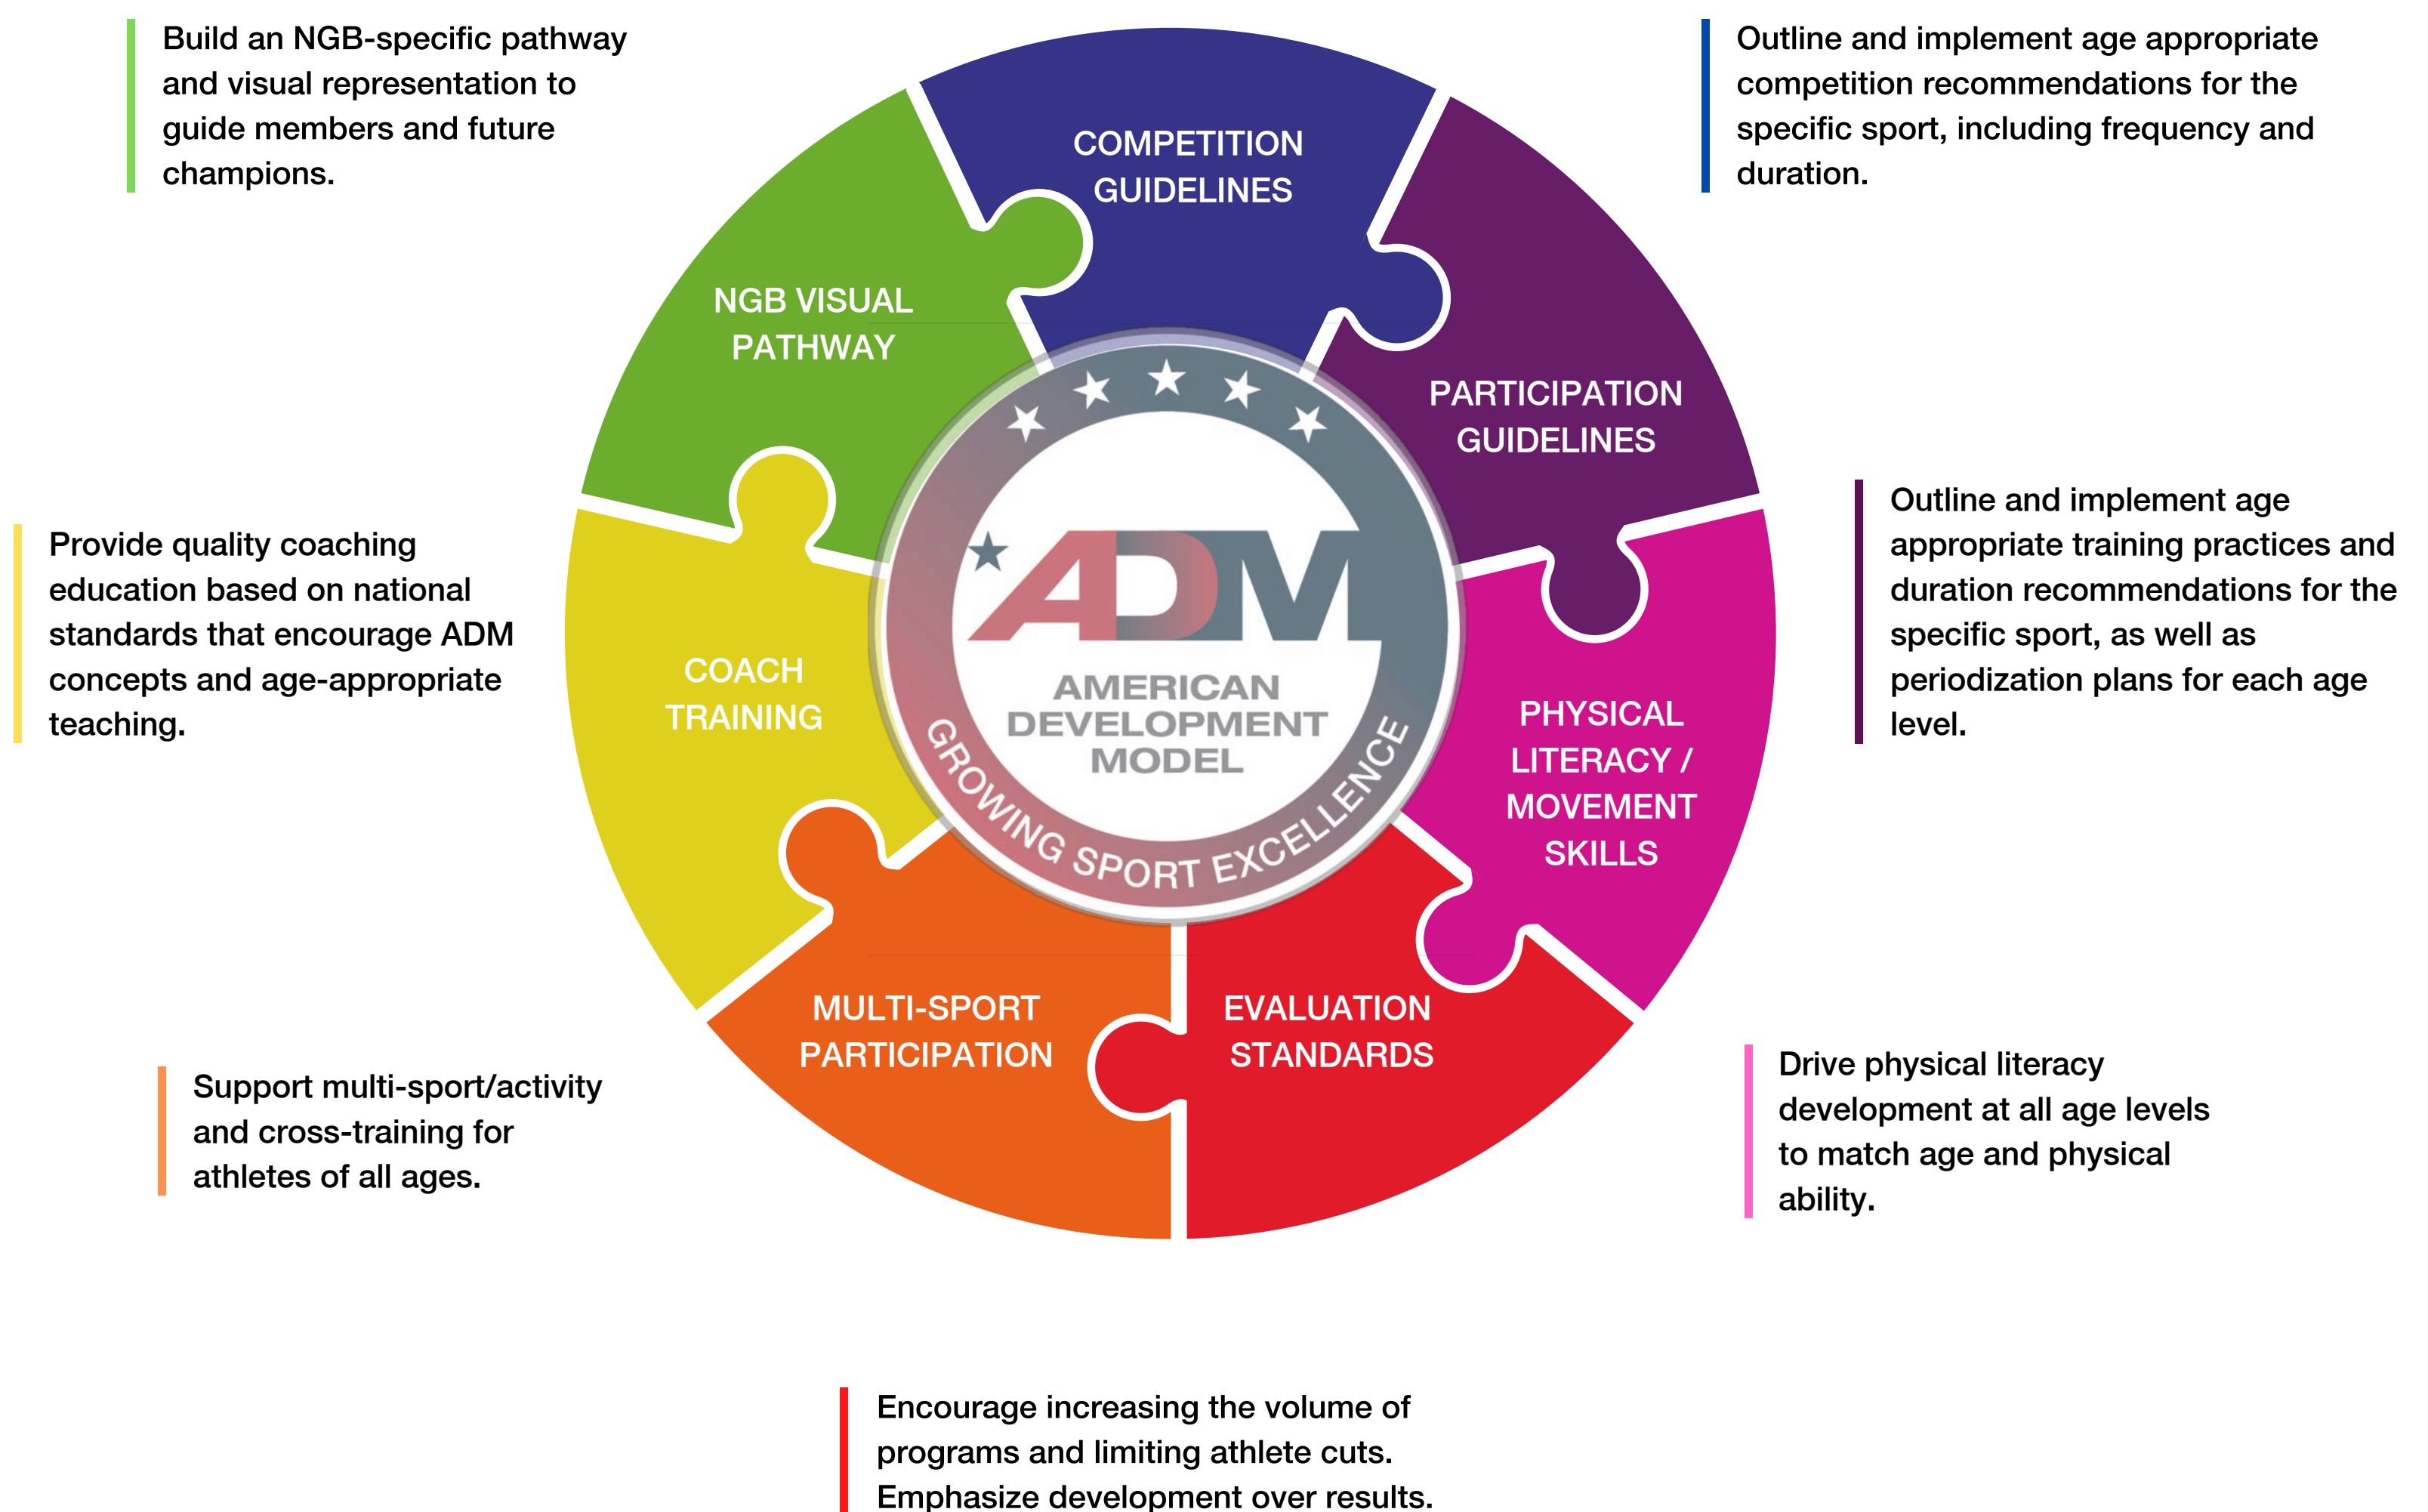 Build an NGB-specific pathway
and visual representation to
guide members and future
champions.
COMPETITION
GUIDELINES
Outline and implement age appropriate
competition recommendations for the
specific sport, including frequency and
duration.
NGB VISUAL
PATHWAY
PARTICIPATION
GUIDELINES
Provide quality coaching
education based on national
standards that encourage ADM
concepts and age-appropriate
teaching.
COACH
TRAINING
ADM
AMERICAN
DEVELOPMENT
MODEL
GROWING SPORT EXCELLENCE
Outline and implement age
appropriate training practices and
duration recommendations for the
specific sport, as well as
periodization plans for each age
level.
PHYSICAL
LITERACY /
MOVEMENT
SKILLS
Support multi-sport/activity
and cross-training for
athletes of all ages.
MULTI-SPORT
PARTICIPATION
EVALUATION
STANDARDS
Drive physical literacy
development at all age levels
to match age and physical
ability.
Encourage increasing the volume of
programs and limiting athlete cuts.
Emphasize development over results.